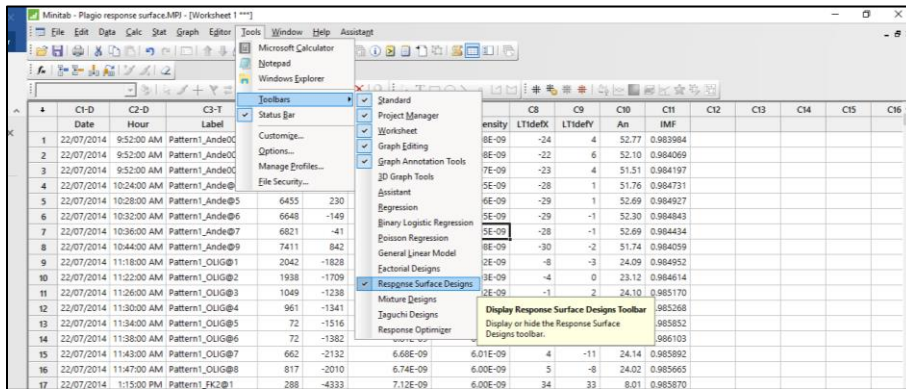 Minitab - Plagio response surface.MPJ - [Worksheet 1 ***]
File Edit Data Calc Stat Graph Editor Tools Window Help Assistant
Microsoft Calculator
Notepad
Windows Explorer
Toolbars
Status Bar
Customize...
Options...
Manage Profiles...
File Security...
Standard
Project Manager
Worksheet
Graph Editing
Graph Annotation Tools
3D Graph Tools
Assistant
Regression
Binary Logistic Regression
Poisson Regression
General Linear Model
Factorial Designs
Response Surface Designs
Mixture Designs
Taguchi Designs
Response Optimizer
Display Response Surface Designs Toolbar
Display or hide the Response Surface
Designs toolbar.
C1-D C2-D C3-T C8 C9 C10 C11 C12 C13 C14 C15 C16
Date Hour Label ensity LT1defX LT1defY An IMF
1 22/07/2014 9:52:00 AM Pattern1_Ande00 8E-09 -24 4 52.77 0.983984
2 22/07/2014 9:52:00 AM Pattern1_Ande00 8E-09 -22 6 52.10 0.984069
3 22/07/2014 9:52:00 AM Pattern1_Ande00 7E-09 -23 4 51.51 0.984197
4 22/07/2014 10:24:00 AM Pattern1_Ande@ 5E-09 -28 1 51.76 0.984731
5 22/07/2014 10:28:00 AM Pattern1_Ande@5 6455 230 6E-09 -29 1 52.69 0.984927
6 22/07/2014 10:32:00 AM Pattern1_Ande@6 6648 -149 5E-09 -29 -1 52.30 0.984843
7 22/07/2014 10:36:00 AM Pattern1_Ande@7 6821 -41 5E-09 -28 -1 52.69 0.984434
8 22/07/2014 10:44:00 AM Pattern1_Ande@9 7411 842 8E-09 -30 -2 51.74 0.984059
9 22/07/2014 11:18:00 AM Pattern1_OLIG@1 2042 -1828 2E-09 -8 -3 24.09 0.984952
10 22/07/2014 11:22:00 AM Pattern1_OLIG@2 1938 -1709 3E-09 -4 0 23.12 0.984614
11 22/07/2014 11:26:00 AM Pattern1_OLIG@3 1049 -1238 2E-09 -1 2 24.10 0.985170
12 22/07/2014 11:30:00 AM Pattern1_OLIG@4 961 -1341 .985268
13 22/07/2014 11:34:00 AM Pattern1_OLIG@5 72 -1516 .985852
14 22/07/2014 11:38:00 AM Pattern1_OLIG@6 72 -1382 .986103
15 22/07/2014 11:43:00 AM Pattern1_OLIG@7 662 -2132 6.68E-09 6.01E-09 4 -11 24.14 0.985892
16 22/07/2014 11:47:00 AM Pattern1_OLIG@8 817 -2010 6.74E-09 6.00E-09 5 -8 24.02 0.985665
17 22/07/2014 1:15:00 PM Pattern1_FK2@1 288 -4333 7.12E-09 6.00E-09 34 33 8.01 0.985870